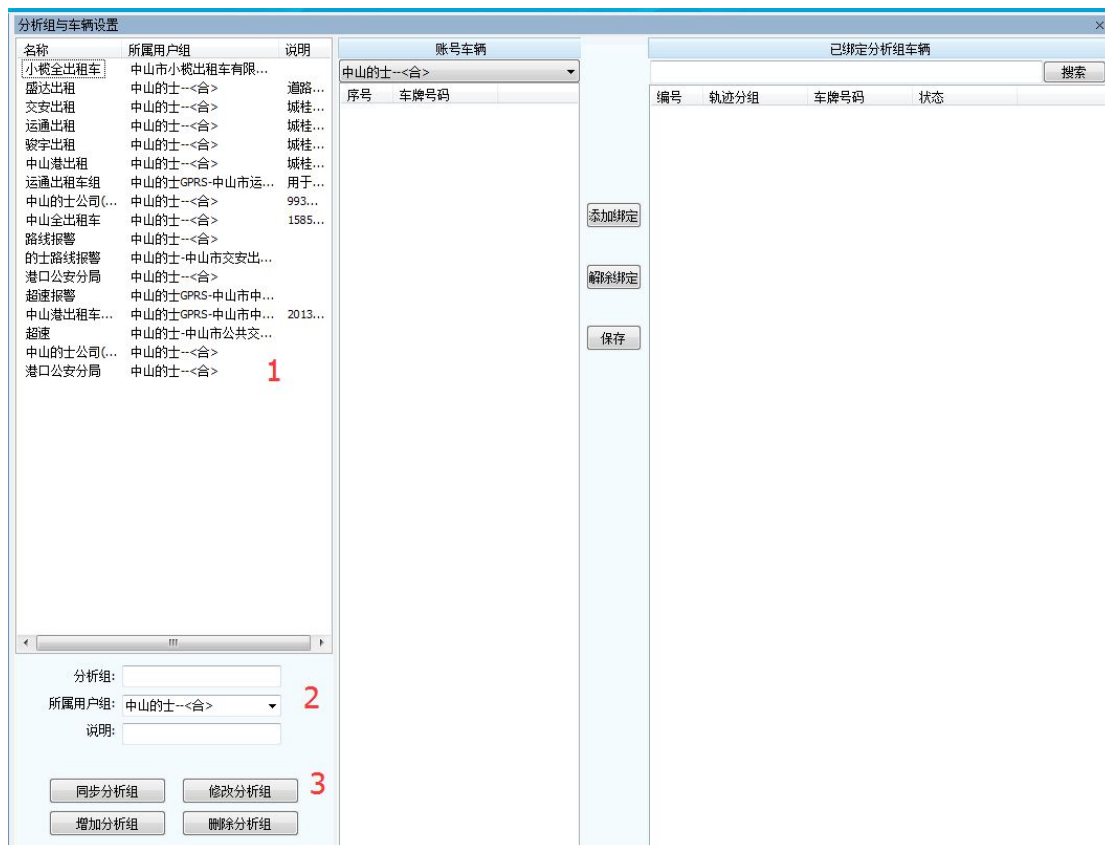 分析组与车辆设置
名称 所属用户组 说明
小榄全出租车 中山市小榄出租车有限...
盛达出租 中山的士--<合> 道路...
交安出租 中山的士--<合> 城桂...
运通出租 中山的士--<合> 城桂...
骏宇出租 中山的士--<合> 城桂...
中山港出租 中山的士--<合> 城桂...
运通出租车组 中山的士GPRS-中山市运... 用于...
中山的士公司(... 中山的士--<合> 993...
中山全出租车 中山的士--<合> 1585...
路线报警 中山的士--<合>
的士路线报警 中山的士-中山市交安出...
港口公安分局 中山的士--<合>
超速报警 中山的士GPRS-中山市中...
中山港出租车... 中山的士GPRS-中山市中... 2013...
超速 中山的士-中山市公共交...
中山的士公司(... 中山的士--<合>
港口公安分局 中山的士--<合>
1
分析组:
所属用户组: 中山的士--<合>
说明:
2
同步分析组 修改分析组
3
增加分析组 删除分析组
账号车辆
中山的士--<合>
序号 车牌号码
添加绑定
解除绑定
保存
已绑定分析组车辆
搜索
编号 轨迹分组 车牌号码 状态